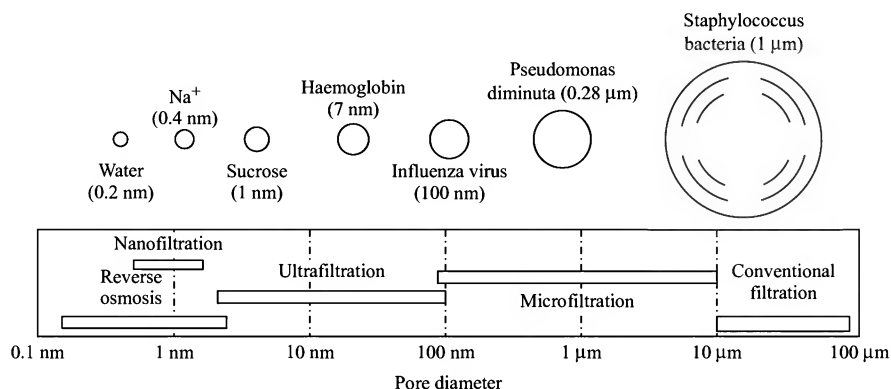 Staphylococcus
bacteria (1 µm)
Pseudomonas
diminuta (0.28 µm)
Haemoglobin
(7 nm)
Na+
(0.4 nm)
Water
(0.2 nm)
Sucrose
(1 nm)
Influenza virus
(100 nm)
Nanofiltration
Reverse
osmosis
Ultrafiltration
Microfiltration
Conventional
filtration
0.1 nm 1 nm 10 nm 100 nm 1 µm 10 µm 100 µm
Pore diameter